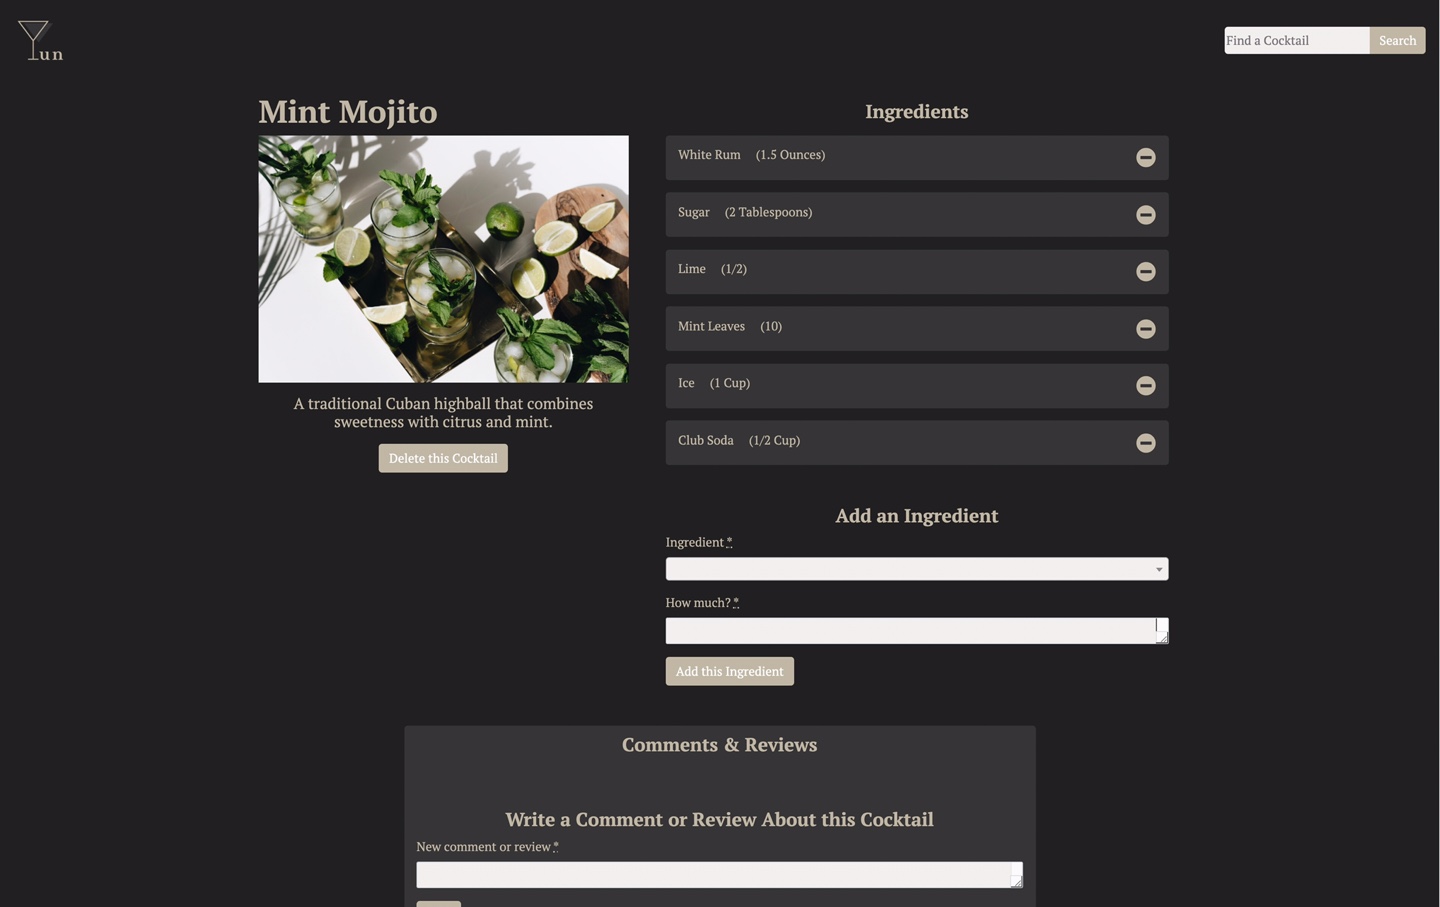 Yun
Find a Cocktail
Search
Mint Mojito
A traditional Cuban highball that combines
sweetness with citrus and mint.
Delete this Cocktail
Ingredients
White Rum (1.5 Ounces)
Sugar (2 Tablespoons)
Lime (1/2)
Mint Leaves (10)
Ice (1 Cup)
Club Soda (1/2 Cup)
Add an Ingredient
Ingredient *
How much? *
Add this Ingredient
Comments & Reviews
Write a Comment or Review About this Cocktail
New comment or review *